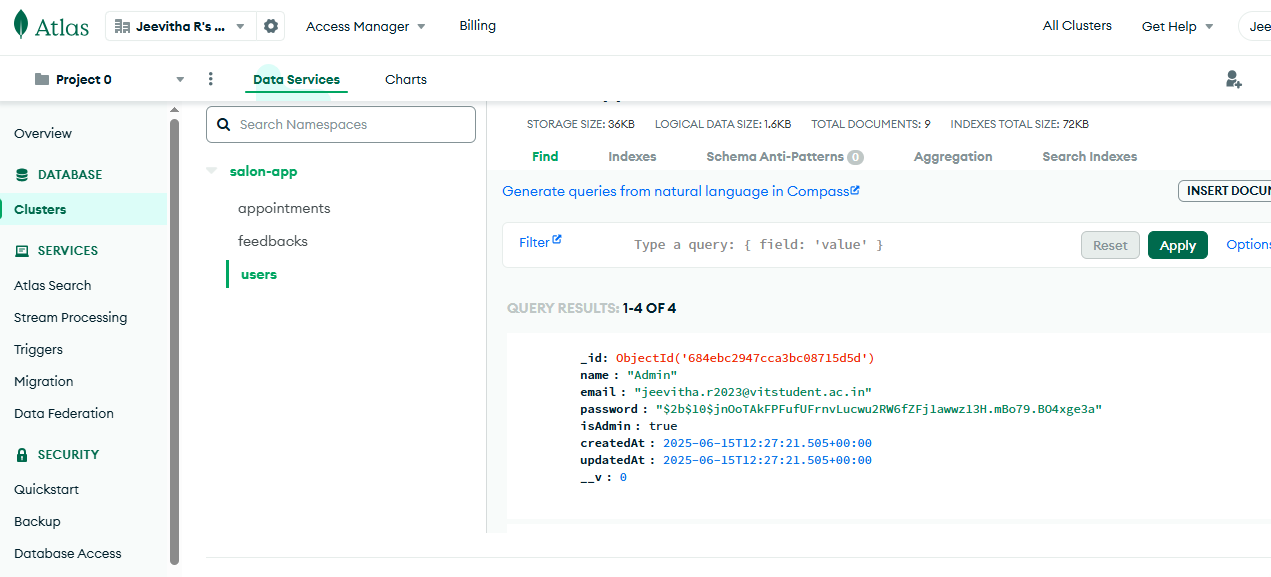 Atlas
Jeevitha R's ...
Access Manager
Billing
All Clusters
Get Help
Jee
Project 0
Data Services
Charts
Overview
DATABASE
Clusters
SERVICES
Atlas Search
Stream Processing
Triggers
Migration
Data Federation
SECURITY
Quickstart
Backup
Database Access
Search Namespaces
salon-app
appointments
feedbacks
users
STORAGE SIZE: 36KB LOGICAL DATA SIZE: 1.6KB TOTAL DOCUMENTS: 9 INDEXES TOTAL SIZE: 72KB
Find Indexes Schema Anti-Patterns 0 Aggregation Search Indexes
Generate queries from natural language in Compass
INSERT DOCUM
Filter
Type a query: { field: 'value' }
Reset
Apply
Options
QUERY RESULTS: 1-4 OF 4
_id: ObjectId('684ebc2947cca3bc08715d5d')
name : "Admin"
email : "jeevitha.r2023@vitstudent.ac.in"
password : "$2b$10$jnOoTAkFPFufUFrnvLucwu2RW6fZFj1awwz13H.mBo79.BO4xge3a"
isAdmin : true
createdAt : 2025-06-15T12:27:21.505+00:00
updatedAt : 2025-06-15T12:27:21.505+00:00
__v : 0